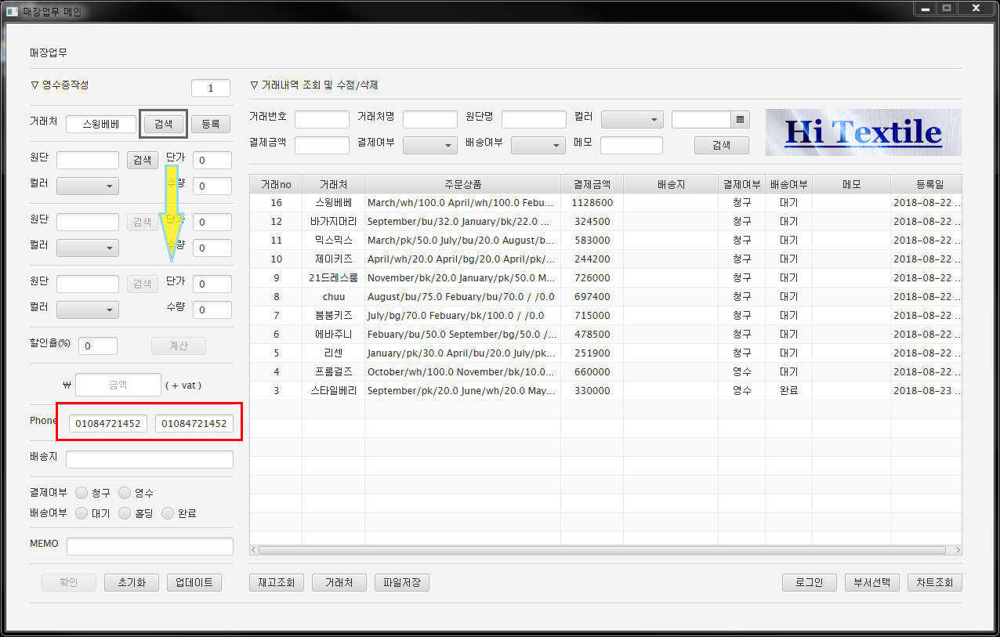 매장업무 메인
매장업무
▽ 영수증작성 1
거래처 스윙베베 검색 등록
원단 검색 단가 0
컬러 수량 0
원단 검색 단가 0
컬러 수량 0
원단 검색 단가 0
컬러 수량 0
할인율(%) 0 계산
₩ 금액 ( + vat )
Phone 01084721452 01084721452
배송지
결제여부 청구 영수
배송여부 대기 홀딩 완료
MEMO
확인 초기화 업데이트
▽ 거래내역 조회 및 수정/삭제
거래번호 거래처명 원단명 컬러
결제금액 결제여부 배송여부 메모 검색
Hi Textile
거래no 거래처 주문상품 결제금액 배송지 결제여부 배송여부 메모 등록일
16 스윙베베 March/wh/100.0 April/wh/100.0 Febu... 1128600 청구 대기 2018-08-22 ..
12 바가지머리 September/bu/32.0 January/bk/22.0 ... 324500 청구 대기 2018-08-22 ..
11 믹스믹스 March/pk/50.0 July/bu/20.0 August/b... 583000 청구 대기 2018-08-22 ..
10 제이키즈 April/wh/20.0 April/bg/20.0 April/pk/... 244200 청구 대기 2018-08-22 ..
9 21드레스룸 November/bk/20.0 January/pk/50.0 M... 726000 청구 대기 2018-08-22 ..
8 chuu August/bu/75.0 Febuary/bu/70.0 / /0.0 697400 청구 대기 2018-08-22 ..
7 붐붐키즈 July/bg/70.0 Febuary/bk/100.0 / /0.0 715000 청구 대기 2018-08-22 ..
6 에바주니 Febuary/bu/50.0 September/bg/50.0 /... 478500 청구 대기 2018-08-22 ..
5 리센 January/pk/30.0 April/bu/20.0 July/pk... 251900 청구 대기 2018-08-22 ..
4 프롬걸즈 October/wh/100.0 November/bk/10.0... 660000 영수 대기 2018-08-22 ..
3 스타일베리 September/pk/20.0 June/wh/20.0 May... 330000 영수 완료 2018-08-23 ..
재고조회 거래처 파일저장 로그인 부서선택 차트조회